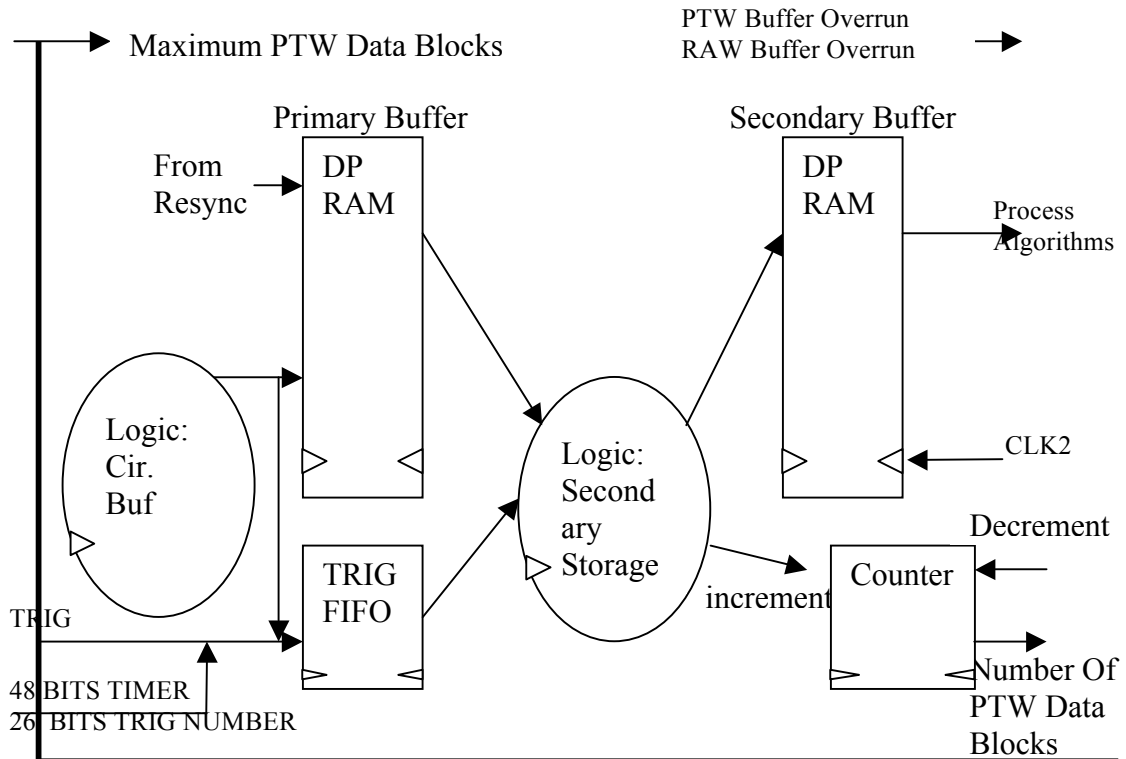 Maximum PTW Data Blocks
PTW Buffer Overrun
RAW Buffer Overrun
Primary Buffer
Secondary Buffer
From
Resync
DP
RAM
DP
RAM
Process
Algorithms
Logic:
Cir.
Buf
Logic:
Second
ary
Storage
CLK2
TRIG
FIFO
increment
Counter
Decrement
TRIG
48 BITS TIMER
26 BITS TRIG NUMBER
Number Of
PTW Data
Blocks